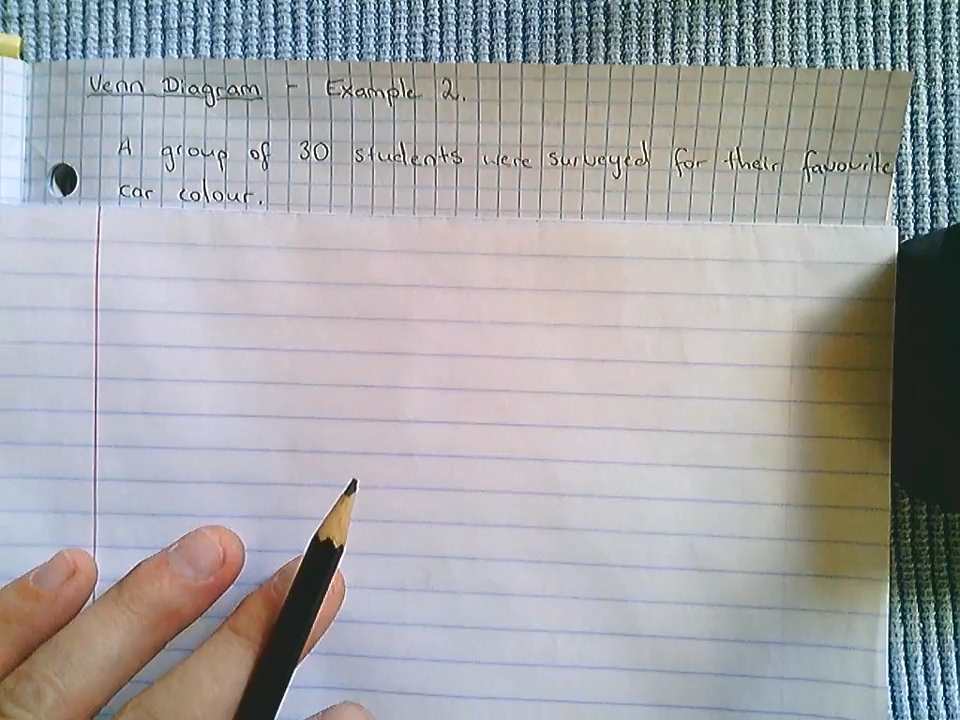 Venn Diagram - Example 2.
A group of 30 students were surveyed for their favourite
car colour.